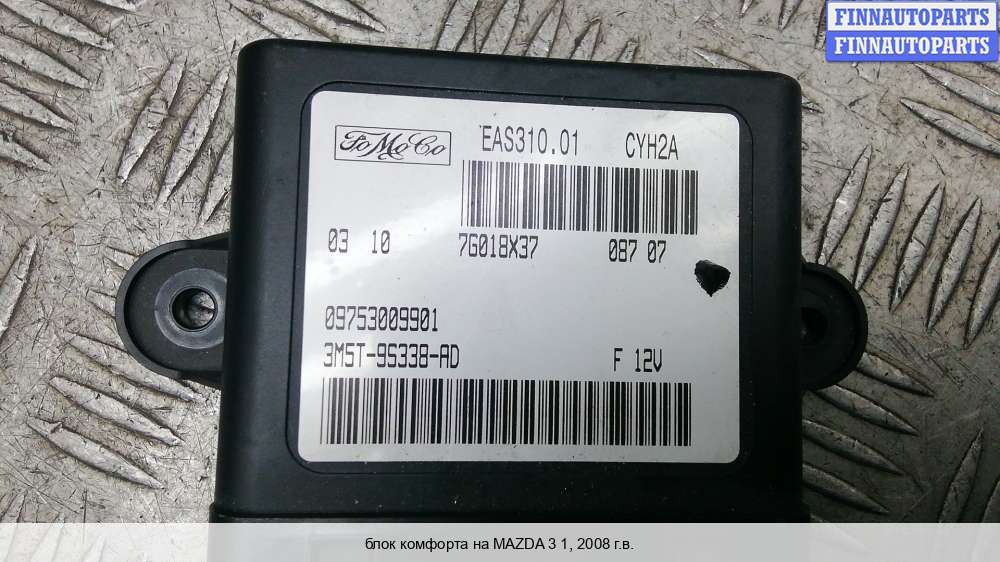 FINNAUTOPARTS
FINNAUTOPARTS
FoMoCo
EAS310.01 CYH2A
03 10 7G018X37 087 07
09753009901
3M5T-9S338-AD F 12V
блок комфорта на MAZDA 3 1, 2008 г.в.